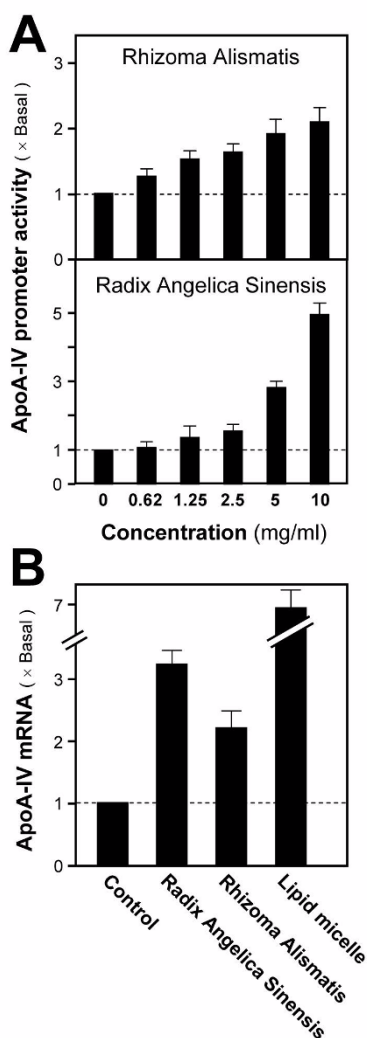 A
Rhizoma Alismatis
ApoA-IV promoter activity ( × Basal )
3
2
1
0
Radix Angelica Sinensis
5
3
1
0
0 0.62 1.25 2.5 5 10
Concentration (mg/ml)
B
ApoA-IV mRNA ( × Basal )
7
3
2
1
0
Control
Radix Angelica Sinensis
Rhizoma Alismatis
Lipid micelle